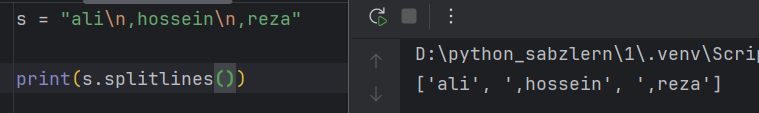 s = "ali\n,hossein\n,reza"
print(s.splitlines())
D:\python_sabzlern\1\.venv\Scrip
['ali', ',hossein', ',reza']